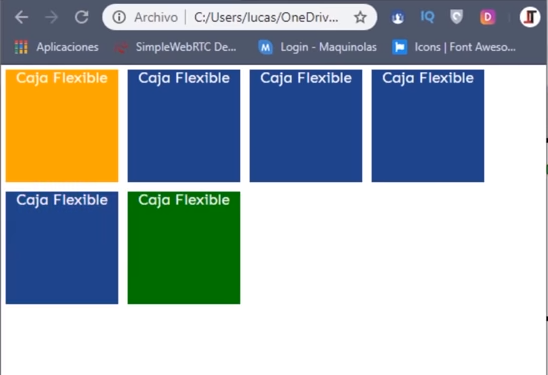 Archivo C:/Users/lucas/OneDriv...
IQ D
Aplicaciones SimpleWebRTC De... M Login - Maquinolas Icons | Font Aweso...
Caja Flexible Caja Flexible Caja Flexible Caja Flexible
Caja Flexible Caja Flexible